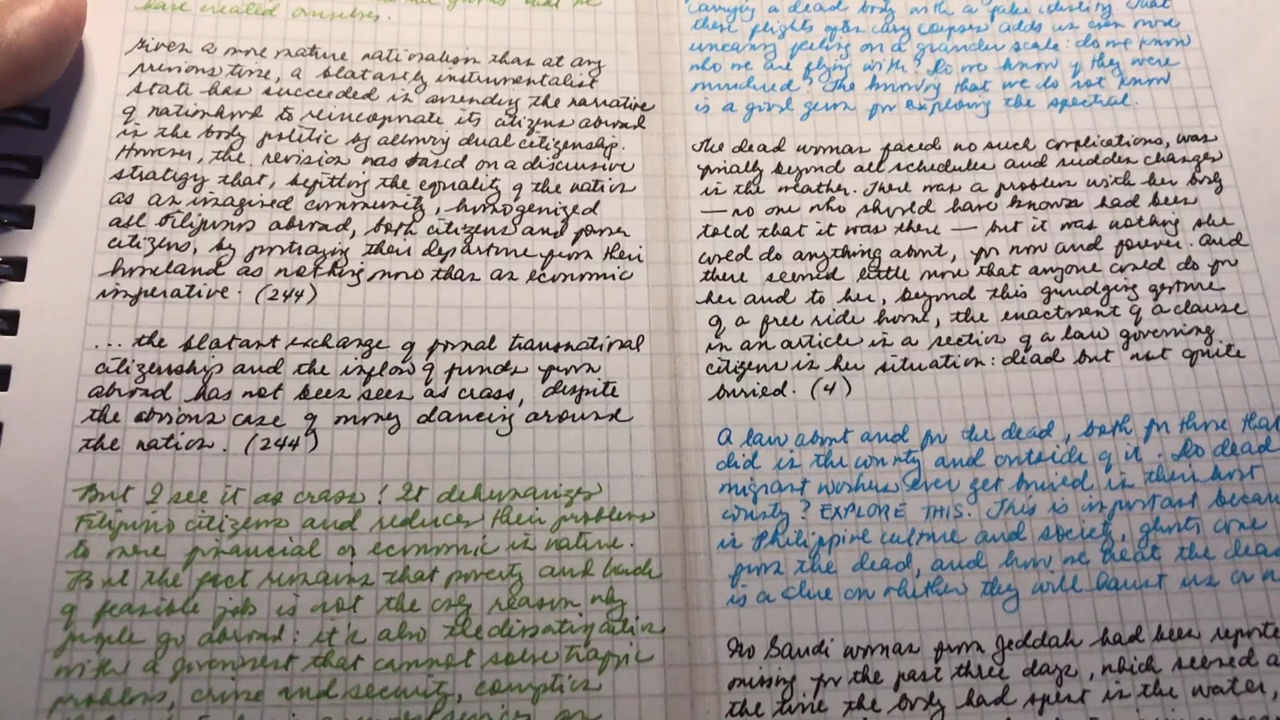 have created ourselves.
Given a more mature nationalism than at any
previous time, a blatantly instrumentalist
state has succeeded in amending the narrative
of nationhood to reincorporate its citizens abroad
in the body politic by allowing dual citizenship.
However, the revision was based on a discursive
strategy that, befitting the equality of the nation
as an imagined community, homogenized
all Filipinos abroad, both citizens and former
citizens, by portraying their departure from their
homeland as nothing more than an economic
imperative. (244)
... the blatant exchange of formal transnational
citizenship and the inflow of funds from
abroad has not been seen as crass, despite
the obvious case of money dancing around
the nation. (244)
But I see it as crass! It dehumanizes
Filipino citizens and reduces their problems
to mere financial or economic in nature.
But the fact remains that poverty and lack
of feasible jobs is not the only reason why
people go abroad: it's also the dissatisfaction
with a government that cannot solve traffic
problems, crime and security, corruption
carrying a dead body with a fake identity. That
these flights often carry corpses adds an even more
uncanny feeling on a grander scale: do we know
who we are flying with? Do we know if they were
murdered? The knowing that we do not know
is a good germ for exploring the spectral.
The dead woman faced no such complications, was
finally beyond all schedules and sudden changes
in the weather. There was a problem with her body
— no one who should have known had been
told that it was there — but it was nothing she
could do anything about, for now and forever. And
there seemed little more that anyone could do for
her and to her, beyond this grudging gesture
of a free ride home, the enactment of a clause
in an article in a section of a law governing
citizens in her situation: dead but not quite
buried. (4)
A law about and for the dead, both for those that
did in the country and outside of it. Do dead
migrant workers ever get buried in their host
country? EXPLORE THIS. This is important becau
in Philippine culture and society, ghosts come
from the dead, and how we treat the dead
is a clue on whether they will haunt us or n
No Saudi woman from Jeddah had been reporte
missing for the past three days, which seemed a
the time the body had spent in the water,